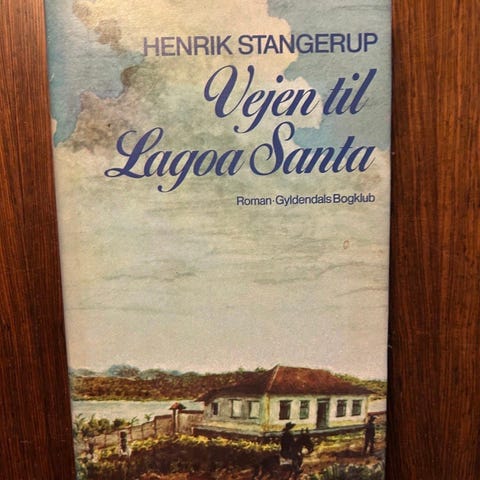 HENRIK STANGERUP
Vejen til
Lagoa Santa
Roman·Gyldendals Bogklub